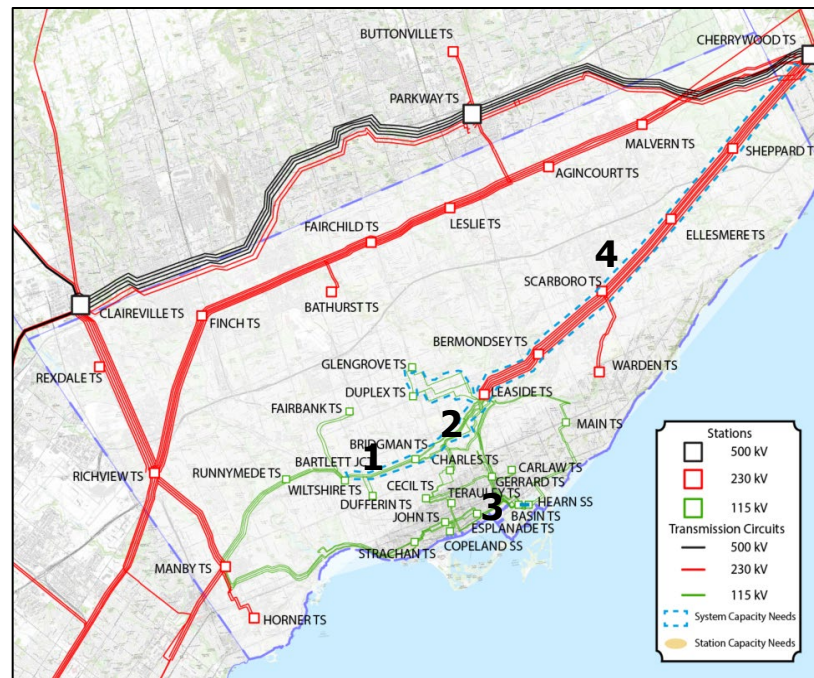 BUTTONVILLE TS
CHERRYWOOD TS
PARKWAY TS
MALVERN TS
SHEPPARD T
AGINCOURT TS
LESLIE TS
FAIRCHILD TS
ELLESMERE TS
4
SCARBORO TS
BATHURST TS
CLAIREVILLE TS
FINCH TS
BERMONDSEY TS
GLENGROVE TS
WARDEN TS
REXDALE TS
DUPLEX TS
LEASIDE TS
FAIRBANK TS
2
MAIN TS
BRIDGMAN TS
1
BARTLETT JCT
CHARLES TS
CARLAW TS
RICHVIEW TS
RUNNYMEDE TS
WILTSHIRE TS
CECIL TS
GERRARD TS
TERAULEY TS
DUFFERIN TS
HEARN SS
3
JOHN TS
BASIN TS
ESPLANADE TS
STRACHAN TS
COPELAND SS
MANBY TS
HORNER TS
Stations
500 kV
230 kV
115 kV
Transmission Circuits
500 kV
230 kV
115 kV
System Capacity Needs
Station Capacity Needs